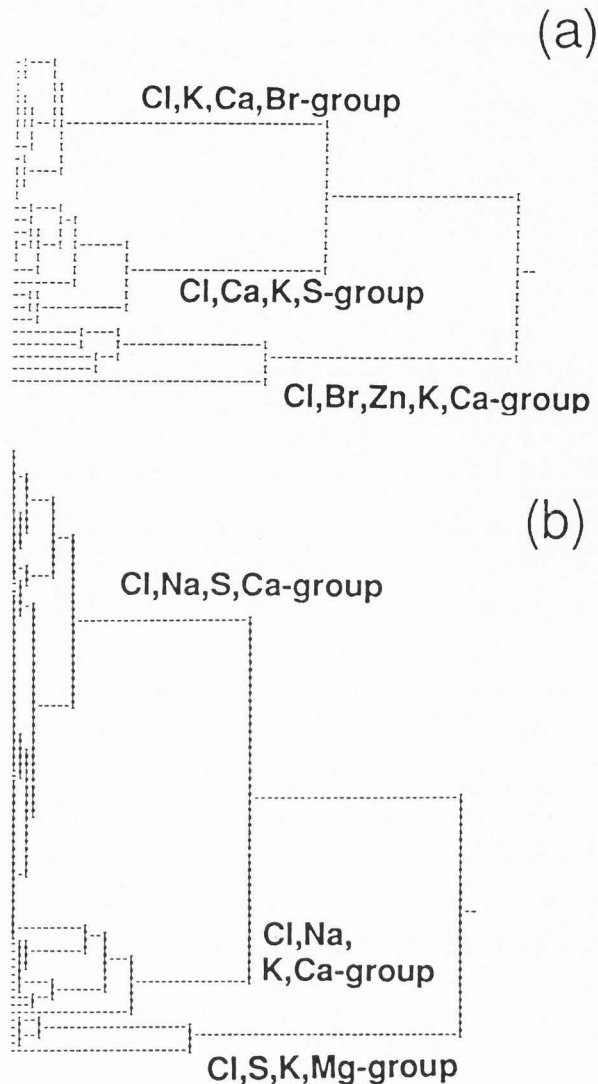 (a)
Cl,K,Ca,Br-group
Cl,Ca,K,S-group
Cl,Br,Zn,K,Ca-group
(b)
Cl,Na,S,Ca-group
Cl,Na,
K,Ca-group
Cl,S,K,Mg-group